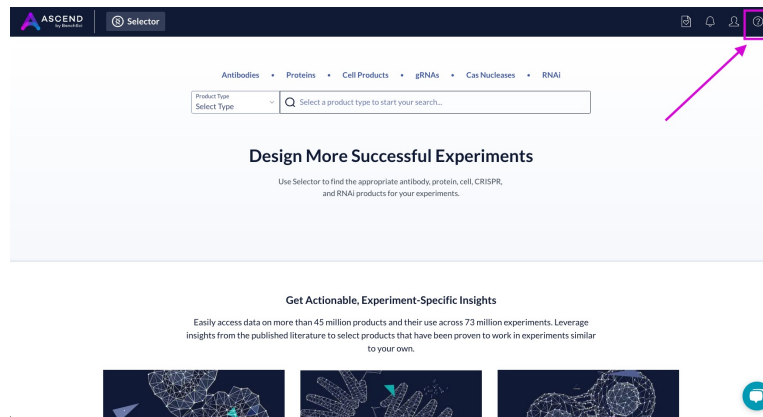 ASCEND
by BenchSci
Selector
Antibodies • Proteins • Cell Products • gRNAs • Cas Nucleases • RNAi
Product Type
Select Type
Select a product type to start your search...
Design More Successful Experiments
Use Selector to find the appropriate antibody, protein, cell, CRISPR,
and RNAi products for your experiments.
Get Actionable, Experiment-Specific Insights
Easily access data on more than 45 million products and their use across 73 million experiments. Leverage
insights from the published literature to select products that have been proven to work in experiments similar
to your own.